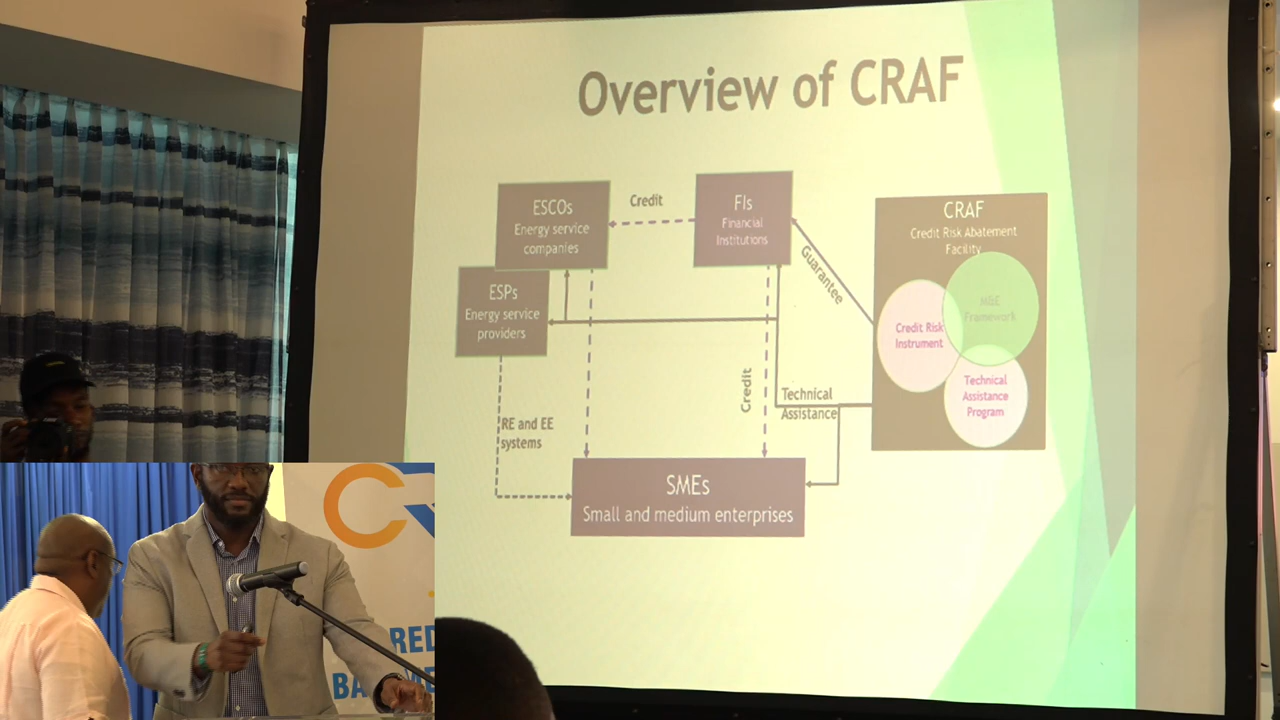 Overview of CRAF
ESCOs
Energy service
companies
Credit
FIs
Financial
Institutions
CRAF
Credit Risk Abatement
Facility
Guarantee
ESPs
Energy service
providers
M&E
Framework
Credit Risk
Instrument
Technical
Assistance
Program
Credit
Technical
Assistance
RE and EE
systems
SMEs
Small and medium enterprises